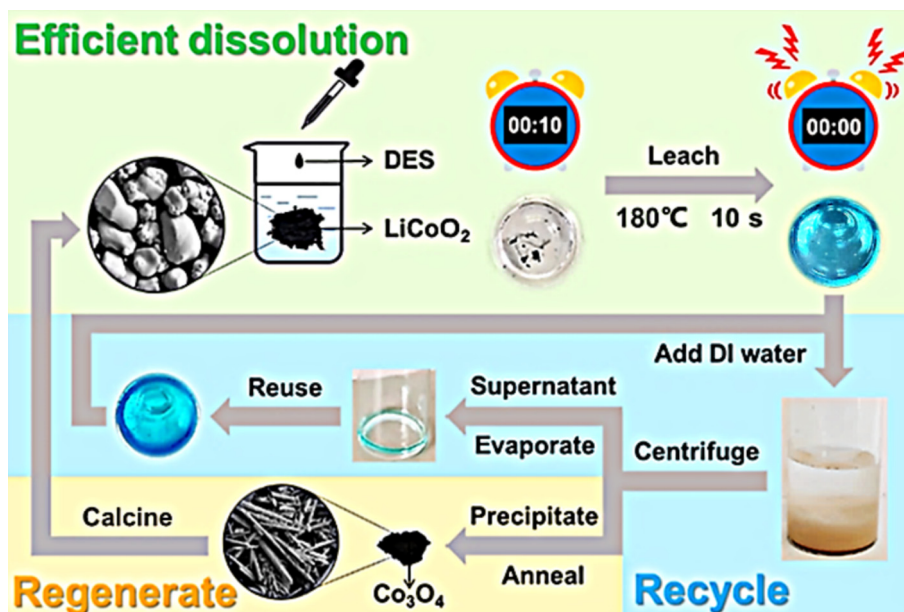 Efficient dissolution
DES
LiCoO₂
00:10
Leach
180℃ 10 s
00:00
Add DI water
Reuse
Supernatant
Evaporate
Centrifuge
Calcine
Precipitate
Anneal
Co₃O₄
Regenerate
Recycle